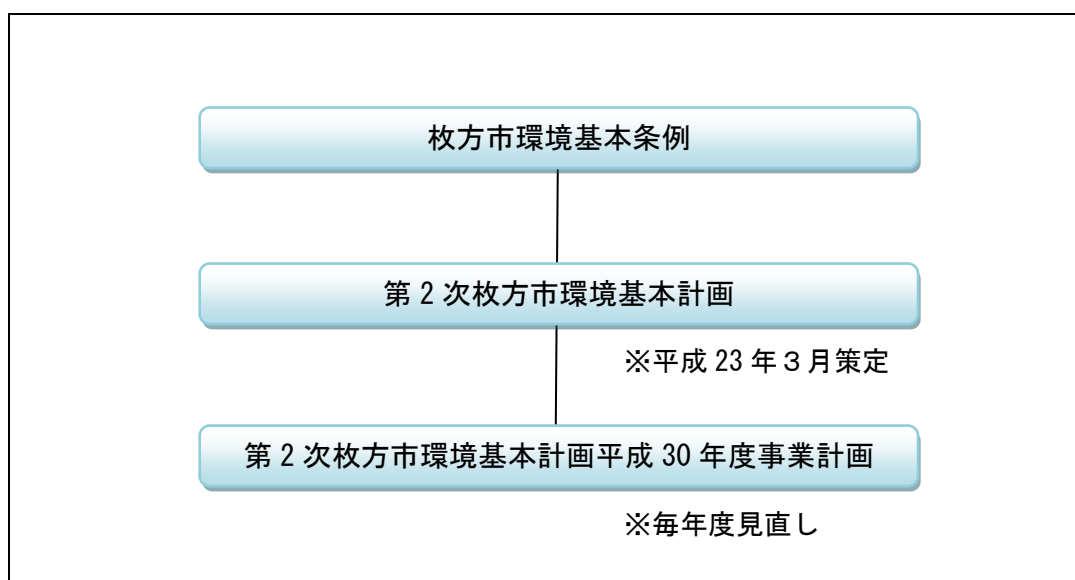 枚方市環境基本条例
第2次枚方市環境基本計画
※平成23年３月策定
第2次枚方市環境基本計画平成30年度事業計画
※毎年度見直し